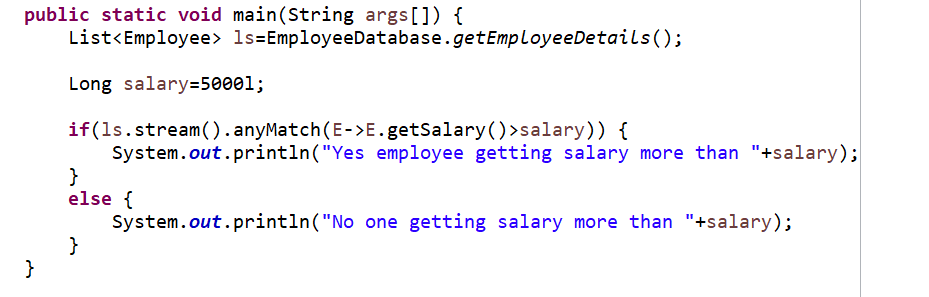 public static void main(String args[]) {
    List<Employee> ls=EmployeeDatabase.getEmployeeDetails();
    Long salary=5000l;
    if(ls.stream().anyMatch(E->E.getSalary()>salary)) {
        System.out.println("Yes employee getting salary more than "+salary);
    }
    else {
        System.out.println("No one getting salary more than "+salary);
    }
}